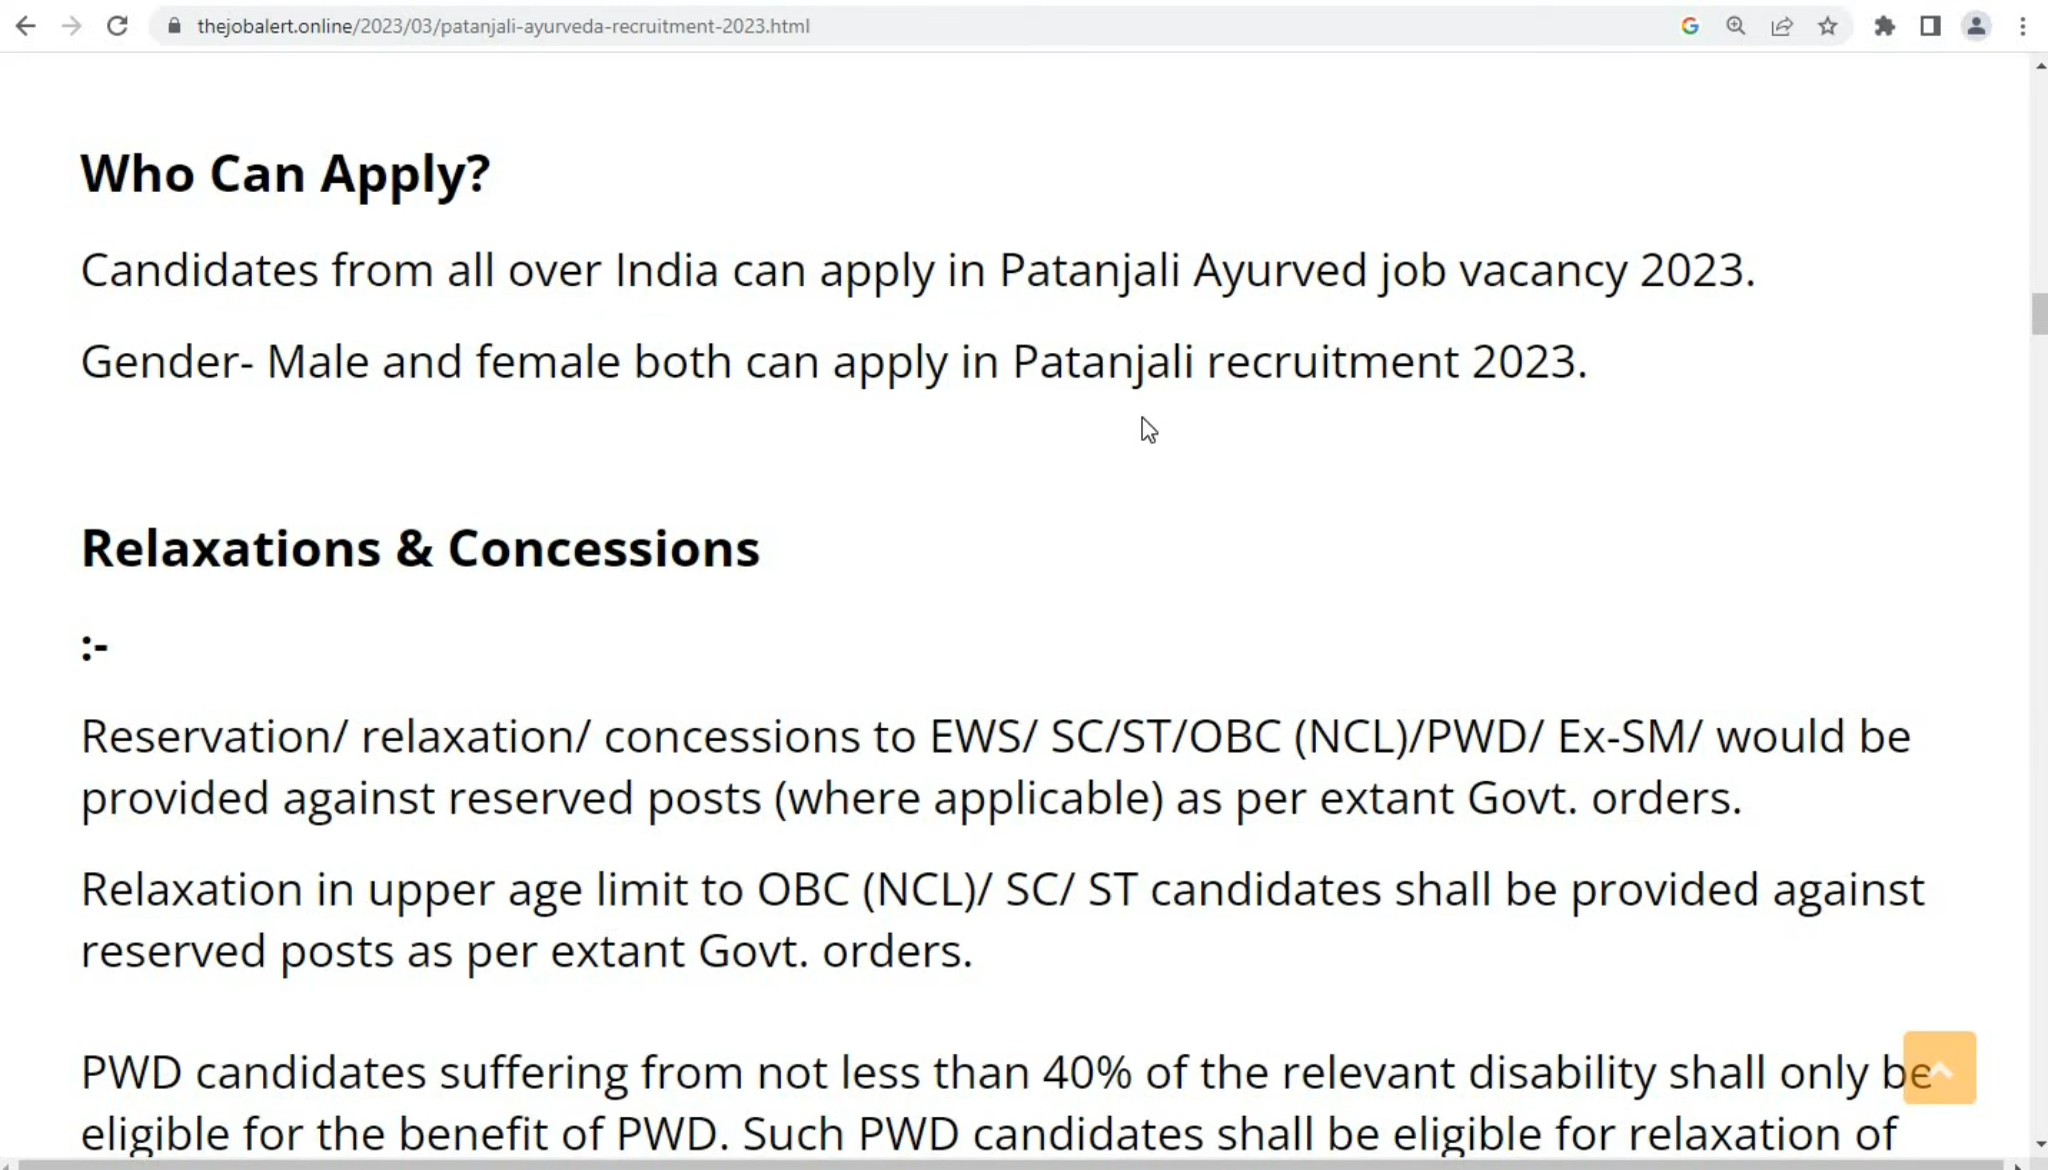 thejobalert.online/2023/03/patanjali-ayurveda-recruitment-2023.html
Who Can Apply?
Candidates from all over India can apply in Patanjali Ayurved job vacancy 2023.
Gender- Male and female both can apply in Patanjali recruitment 2023.
Relaxations & Concessions
:-
Reservation/ relaxation/ concessions to EWS/ SC/ST/OBC (NCL)/PWD/ Ex-SM/ would be
provided against reserved posts (where applicable) as per extant Govt. orders.
Relaxation in upper age limit to OBC (NCL)/ SC/ ST candidates shall be provided against
reserved posts as per extant Govt. orders.
PWD candidates suffering from not less than 40% of the relevant disability shall only be
eligible for the benefit of PWD. Such PWD candidates shall be eligible for relaxation of